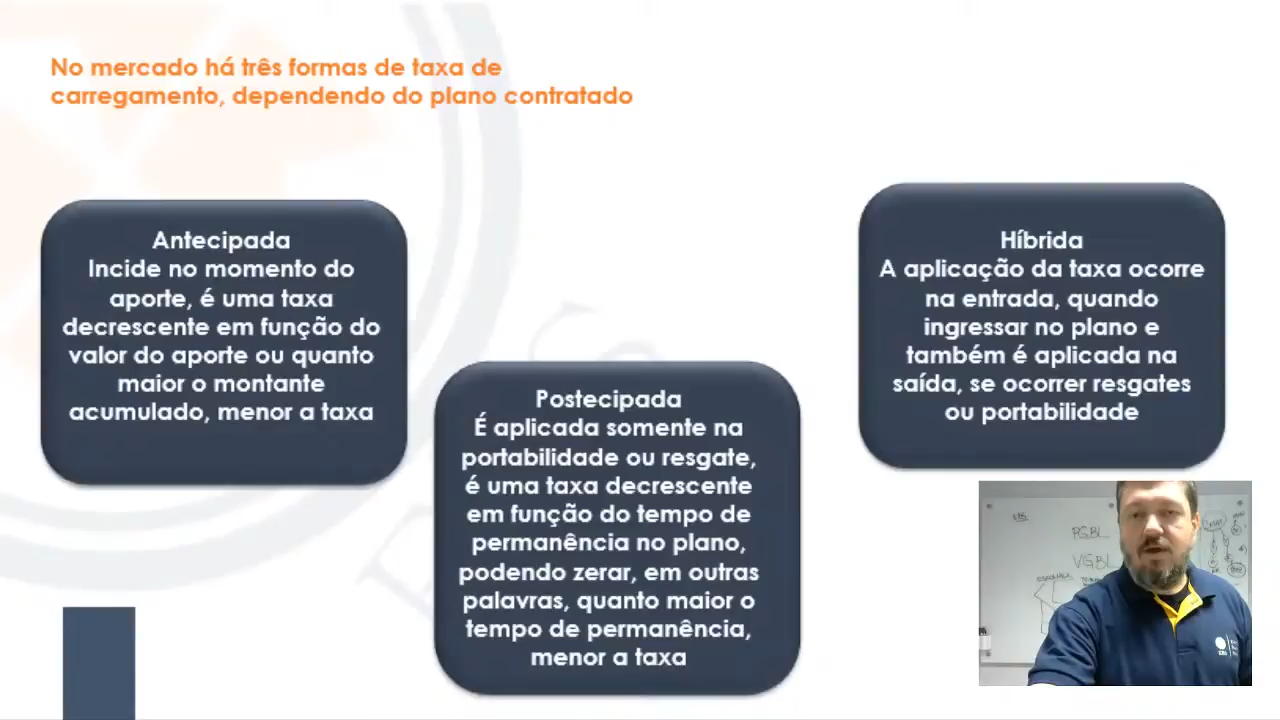 No mercado há três formas de taxa de
carregamento, dependendo do plano contratado
Antecipada
Incide no momento do
aporte, é uma taxa
decrescente em função do
valor do aporte ou quanto
maior o montante
acumulado, menor a taxa
Postecipada
É aplicada somente na
portabilidade ou resgate,
é uma taxa decrescente
em função do tempo de
permanência no plano,
podendo zerar, em outras
palavras, quanto maior o
tempo de permanência,
menor a taxa
Híbrida
A aplicação da taxa ocorre
na entrada, quando
ingressar no plano e
também é aplicada na
saída, se ocorrer resgates
ou portabilidade
PGBL
VGBL